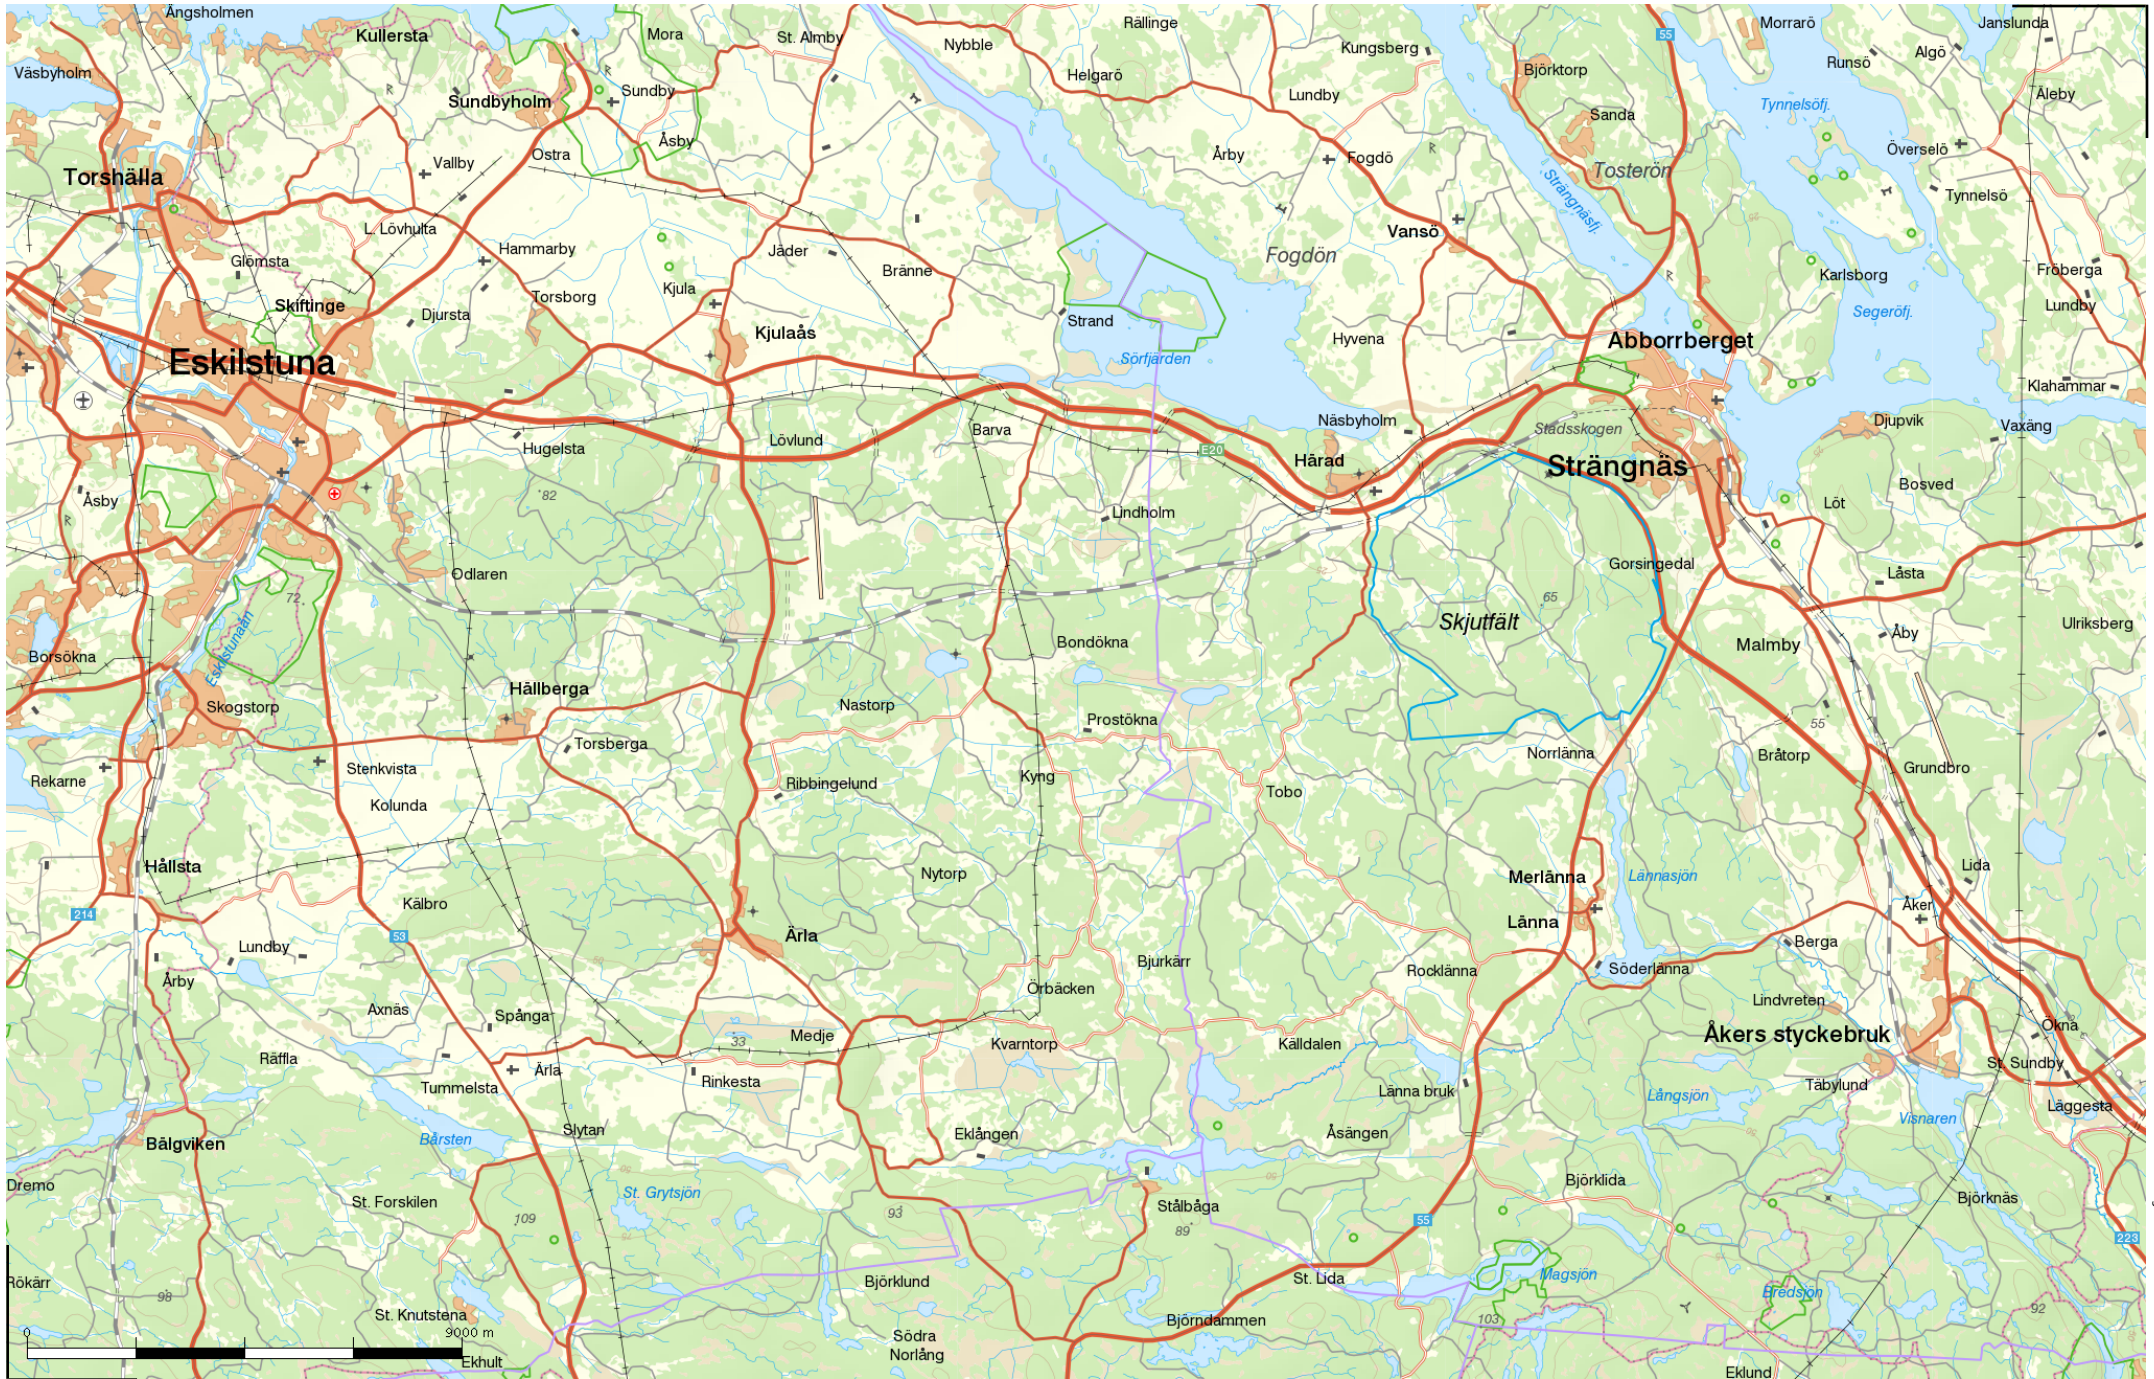 Ängsholmen
Kullersta
Mora
St. Almby
Nybble
Rällinge
Kungsberg
55
Morrarö
Janslunda
Algö
Runsö
Väsbyholm
Helgarö
Björktorp
Sundby
Sundbyholm
Lundby
Tynnelsöfj.
Äleby
Sanda
Åsby
Överselö
Ostra
Vallby
Årby
Fogdö
Tosterön
Torshälla
Strängnäsfj.
Tynnelsö
L. Lövhulta
Vansö
Hammarby
Jäder
Fogdön
Glömsta
Bränne
Karlsborg
Fröberga
Kjula
Torsborg
Skiftinge
Djursta
Strand
Segeröfj.
Lundby
Kjulaås
Hyvena
Abborrberget
Sörfjärden
Eskilstuna
Klahammar
Näsbyholm
Djupvik
Stadsskogen
Vaxäng
Barva
Lövlund
Hugelsta
E20
Härad
Strängnäs
Bosved
82
Åsby
Löt
Lindholm
Gorsingedal
Odlaren
Låsta
72
65
Skjutfält
Ulriksberg
Eskilstunaån
Åby
Bondökna
Malmby
Borsökna
Hällberga
Skogstorp
Nastorp
Prostökna
55
Torsberga
Norrlänna
Bråtorp
Stenkvista
Grundbro
Rekarne
Kyng
Ribbingelund
Tobo
Kolunda
Hållsta
Nytorp
Merlänna
Lännasjön
Lida
Kälbro
Åker
214
Länna
53
Ärla
Berga
Lundby
Bjurkärr
Rocklänna
Söderlänna
Årby
Örbäcken
Lindvreten
Axnäs
Spånga
Ökna
Medje
33
Kvarntorp
Källdalen
Åkers styckebruk
Räffla
Ärla
St. Sundby
Rinkesta
Tummelsta
Länna bruk
Täbylund
Långsjön
Läggesta
Visnaren
Slytan
Eklången
Åsängen
Bårsten
Bälgviken
Dremo
Björklida
St. Grytsjön
St. Forskilen
Björknäs
Stålbåga
93
109
55
89
223
Rökärr
Björklund
St. Lida
Magsjön
Bredsjön
98
St. Knutstena
92
Björndammen
103
0
9000 m
Södra
Norlång
Ekhult
Eklund